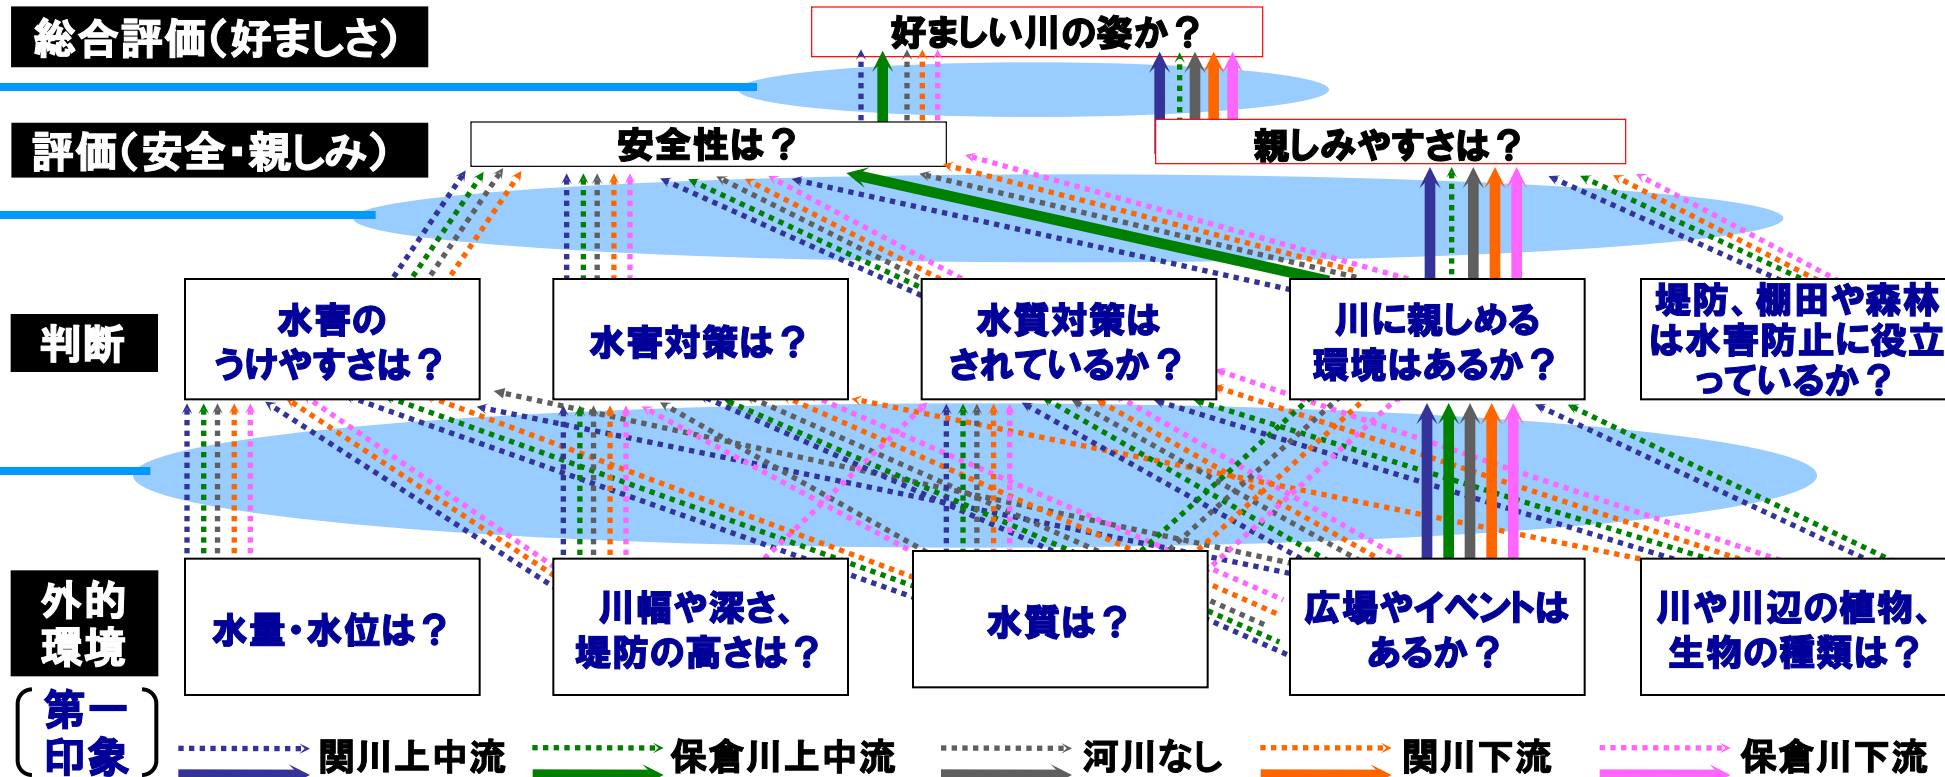 総合評価(好ましさ)
好ましい川の姿か？
評価(安全・親しみ)
安全性は？
親しみやすさは？
判断
水害の
うけやすさは？
水害対策は？
水質対策は
されているか？
川に親しめる
環境はあるか？
堤防、棚田や森林
は水害防止に役立
っているか？
外的
環境
第一
印象
水量・水位は？
川幅や深さ、
堤防の高さは？
水質は？
広場やイベントは
あるか？
川や川辺の植物、
生物の種類は？
関川上中流
保倉川上中流
河川なし
関川下流
保倉川下流